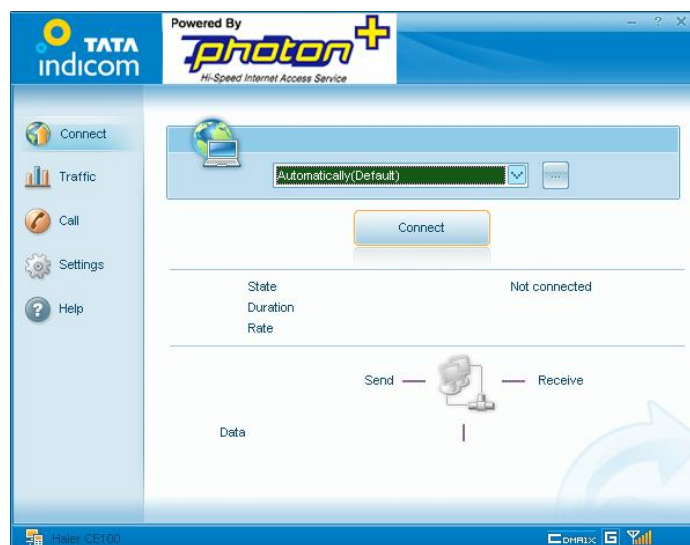 TATA
indicom
Powered By
photon+
Hi-Speed Internet Access Service
Connect
Traffic
Call
Settings
Help
Automatically(Default)
...
Connect
State Not connected
Duration
Rate
Send Receive
Data
Haier CE100
CDMA1X G